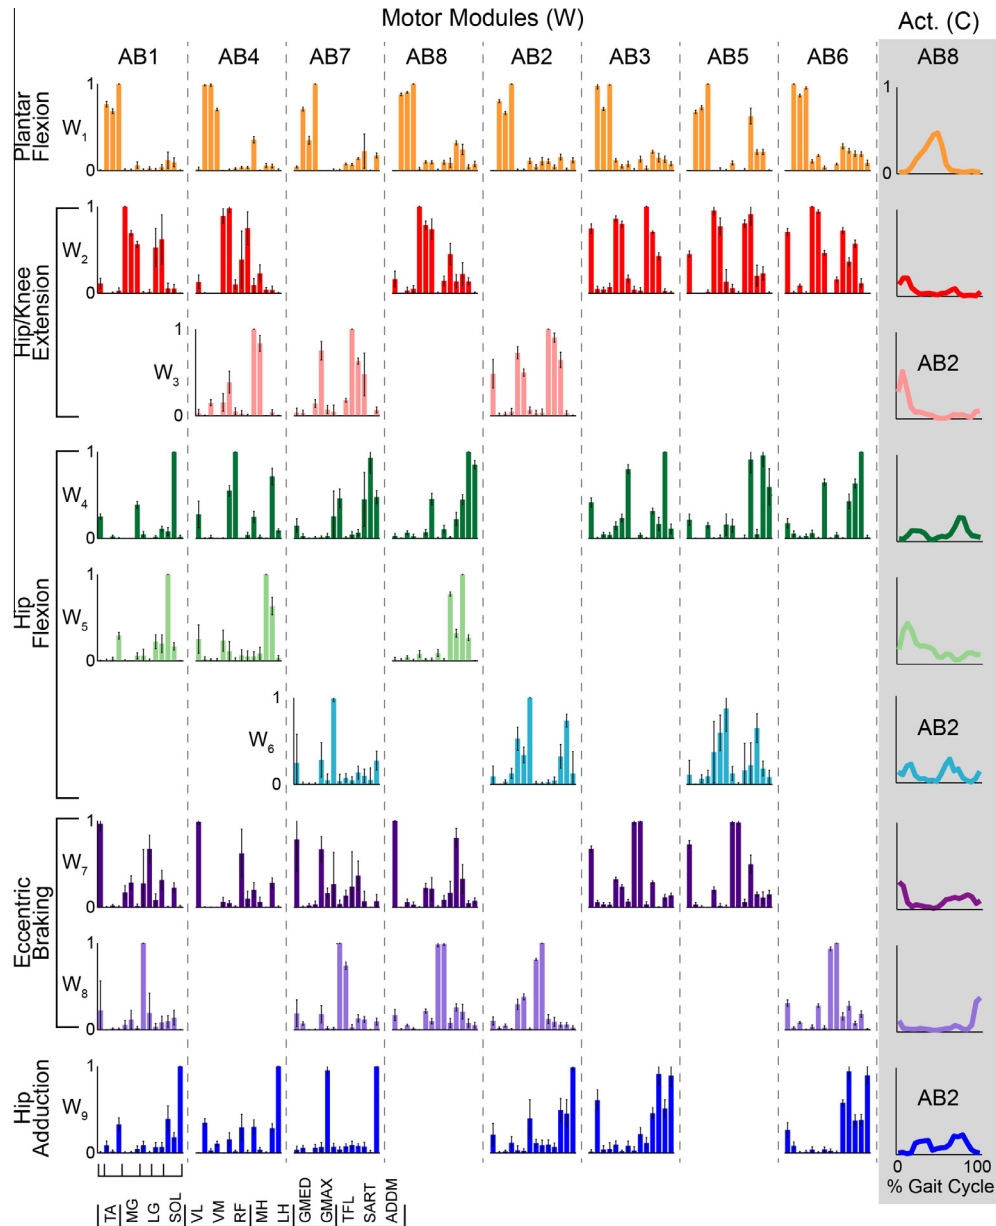 Motor Modules (W)
Act. (C)
AB1 AB4 AB7 AB8 AB2 AB3 AB5 AB6 AB8
Plantar
Flexion
W1
1
0
1
0
Hip/Knee
Extension
W2
1
0
W3
1
0
AB2
Hip
Flexion
W4
1
0
W5
1
0
W6
1
0
AB2
Eccentric
Braking
W7
1
0
W8
1
0
Hip
Adduction
W9
1
0
AB2
0 100
% Gait Cycle
TA
MG
LG
SOL
VL
VM
RF
MH
LH
GMED
GMAX
TFL
SART
ADDM